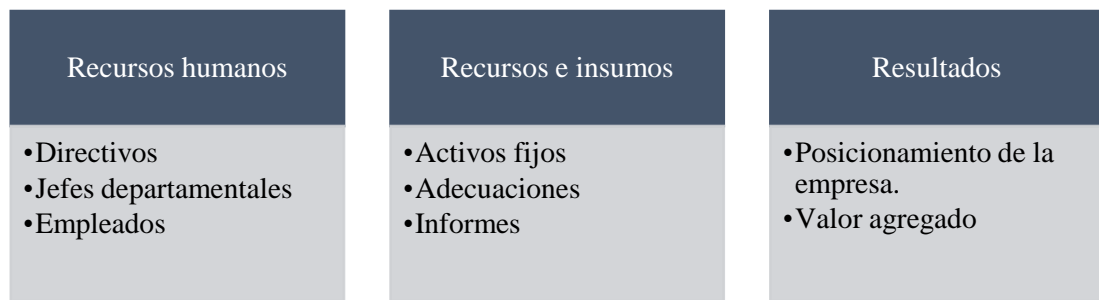 Recursos humanos
•Directivos
•Jefes departamentales
•Empleados
Recursos e insumos
•Activos fijos
•Adecuaciones
•Informes
Resultados
•Posicionamiento de la
empresa.
•Valor agregado